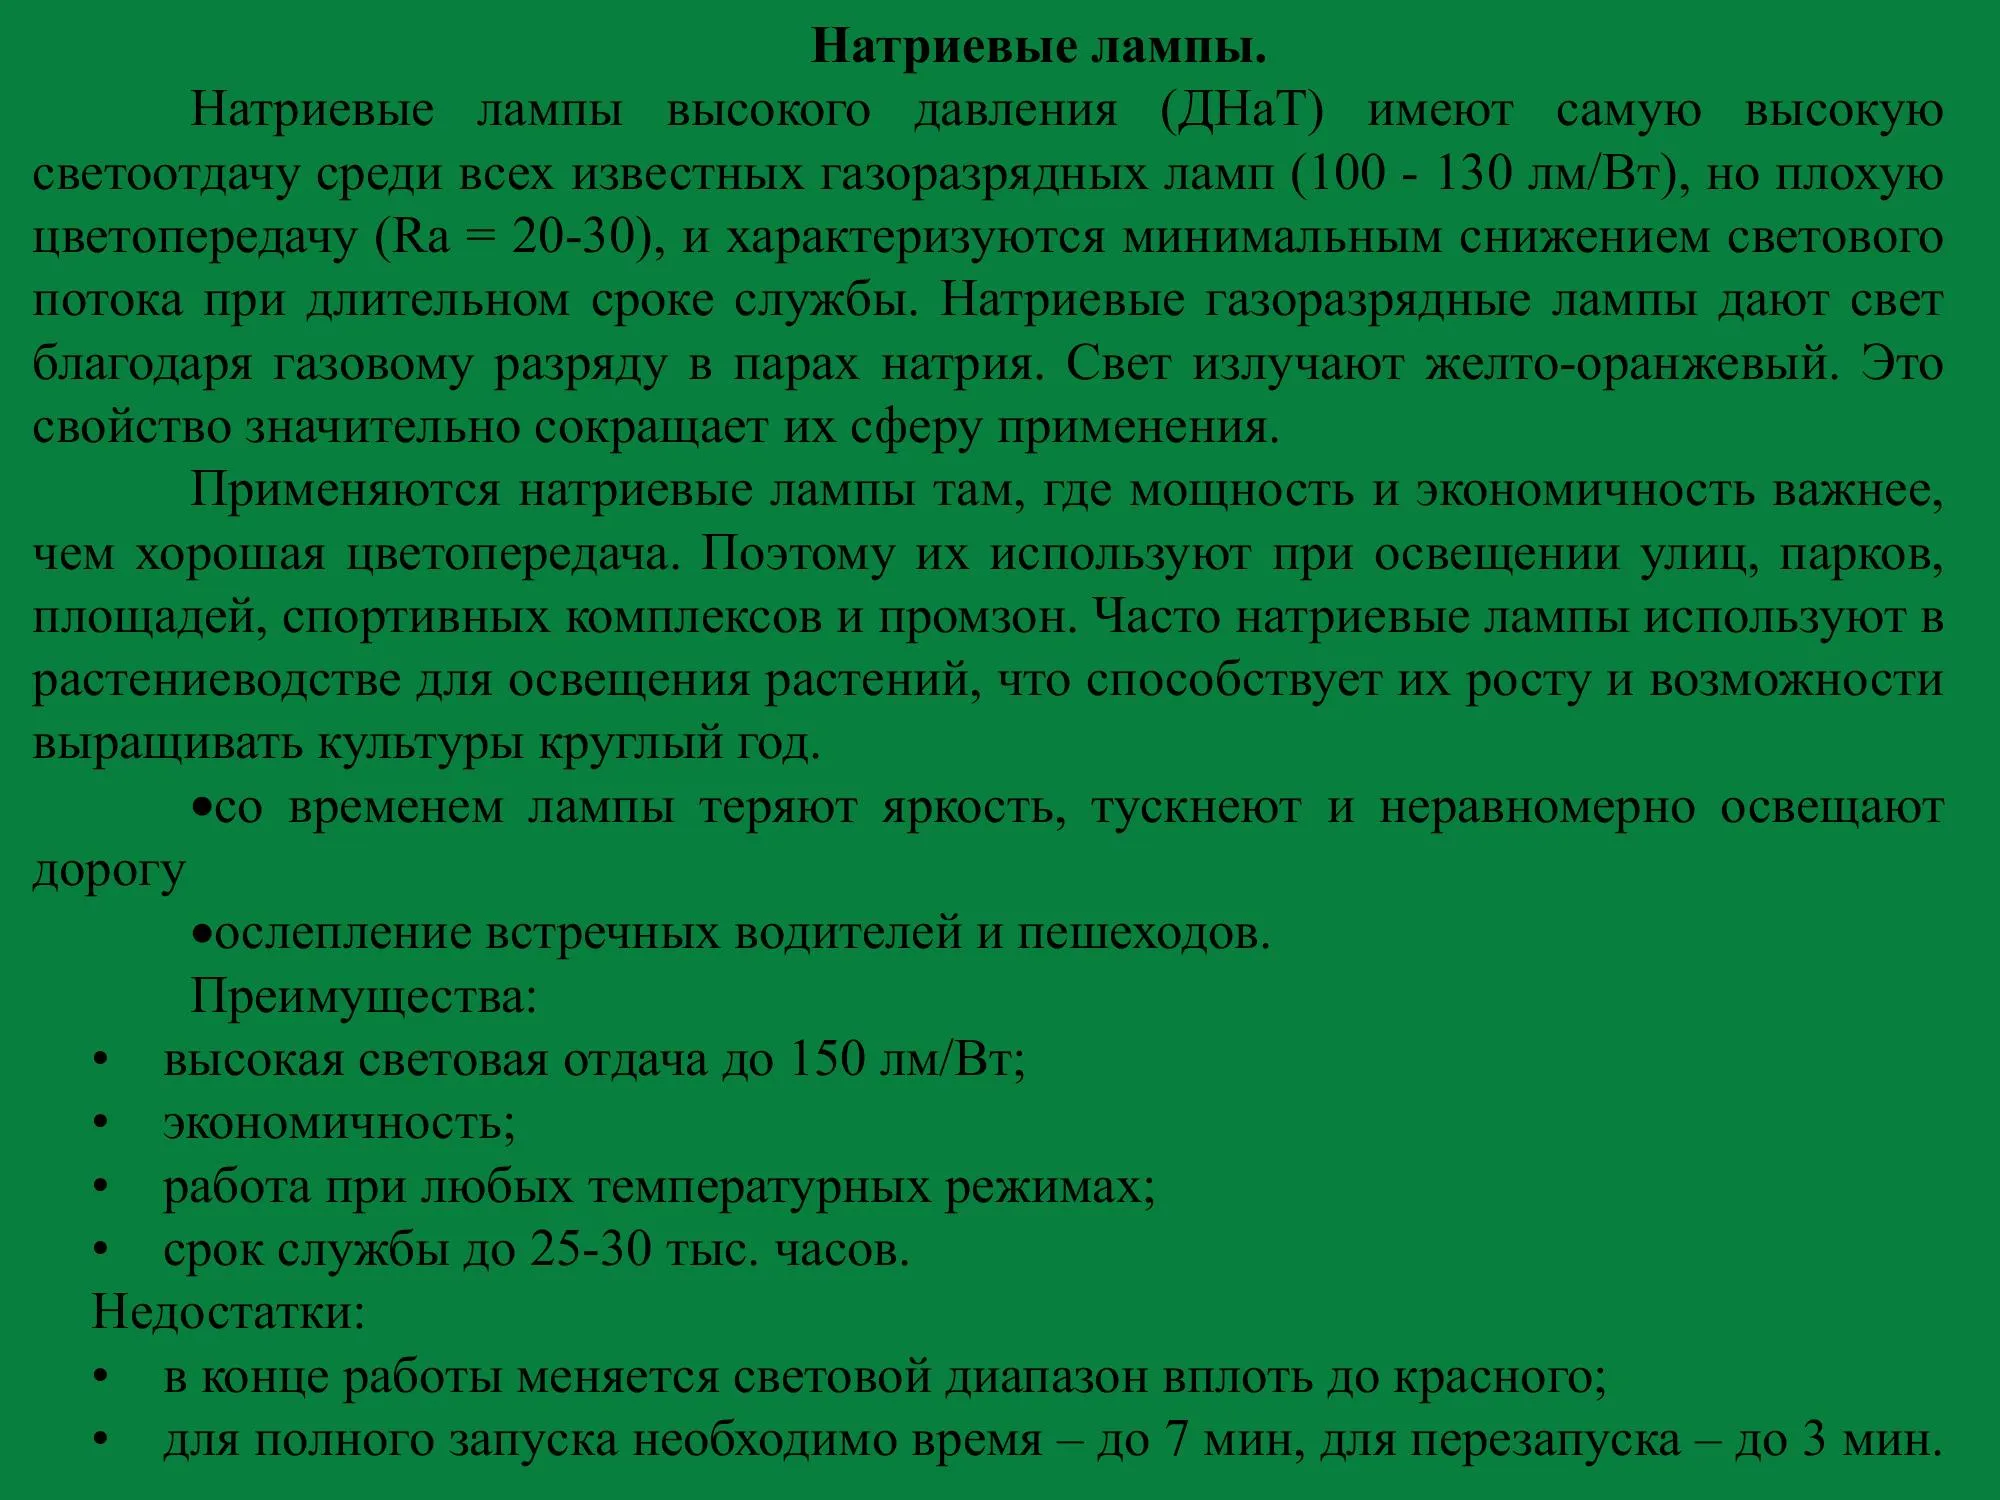 Натриевые лампы.
Натриевые лампы высокого давления (ДНаТ) имеют самую высокую
светоотдачу среди всех известных газоразрядных ламп (100 - 130 лм/Вт), но плохую
цветопередачу (Ra = 20-30), и характеризуются минимальным снижением светового
потока при длительном сроке службы. Натриевые газоразрядные лампы дают свет
благодаря газовому разряду в парах натрия. Свет излучают желто-оранжевый. Это
свойство значительно сокращает их сферу применения.
Применяются натриевые лампы там, где мощность и экономичность важнее,
чем хорошая цветопередача. Поэтому их используют при освещении улиц, парков,
площадей, спортивных комплексов и промзон. Часто натриевые лампы используют в
растениеводстве для освещения растений, что способствует их росту и возможности
выращивать культуры круглый год.
•со временем лампы теряют яркость, тускнеют и неравномерно освещают
дорогу
•ослепление встречных водителей и пешеходов.
Преимущества:
• высокая световая отдача до 150 лм/Вт;
• экономичность;
• работа при любых температурных режимах;
• срок службы до 25-30 тыс. часов.
Недостатки:
• в конце работы меняется световой диапазон вплоть до красного;
• для полного запуска необходимо время – до 7 мин, для перезапуска – до 3 мин.